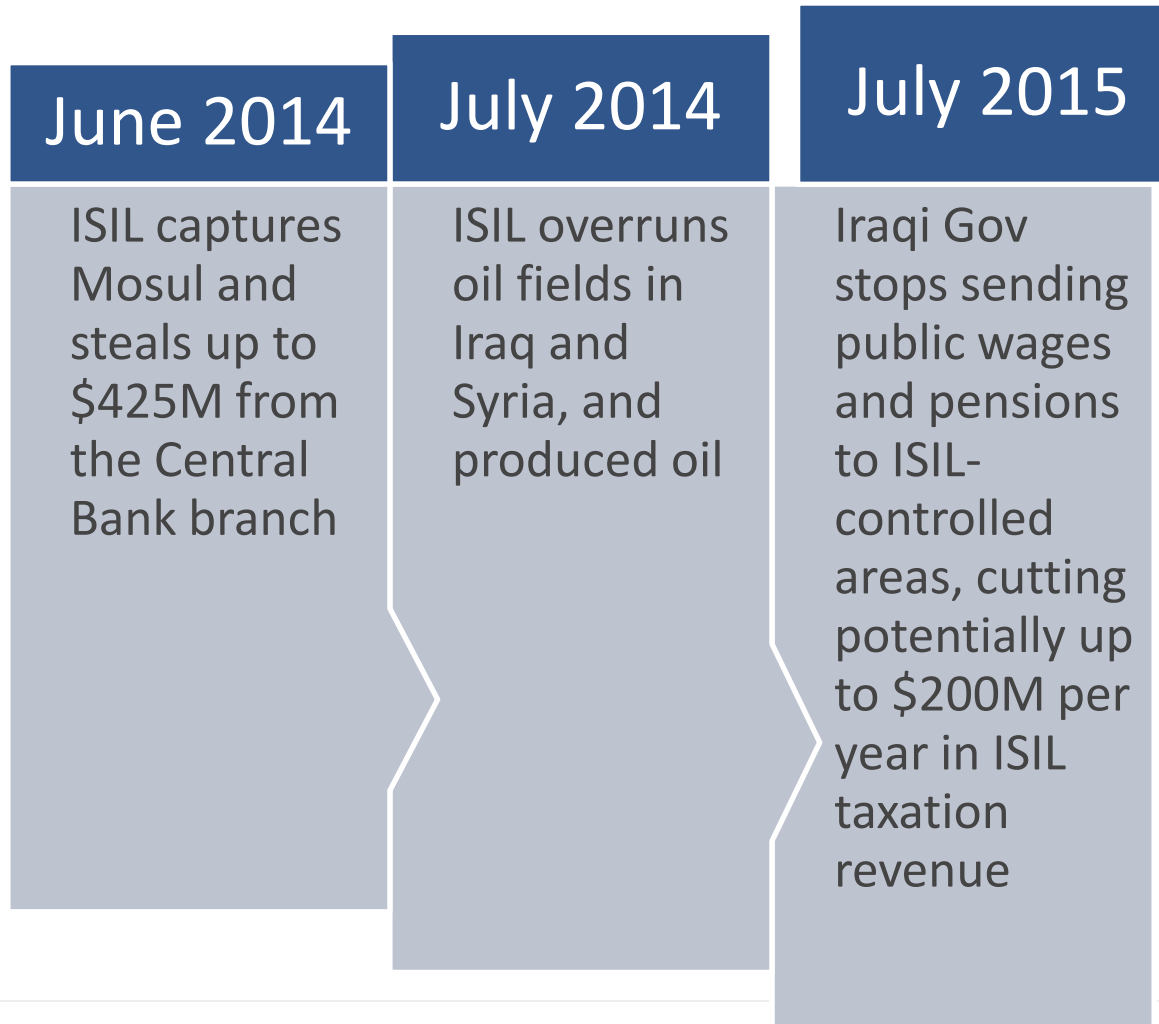 June 2014
ISIL captures
Mosul and
steals up to
$425M from
the Central
Bank branch
July 2014
ISIL overruns
oil fields in
Iraq and
Syria, and
produced oil
July 2015
Iraqi Gov
stops sending
public wages
and pensions
to ISIL-
controlled
areas, cutting
potentially up
to $200M per
year in ISIL
taxation
revenue